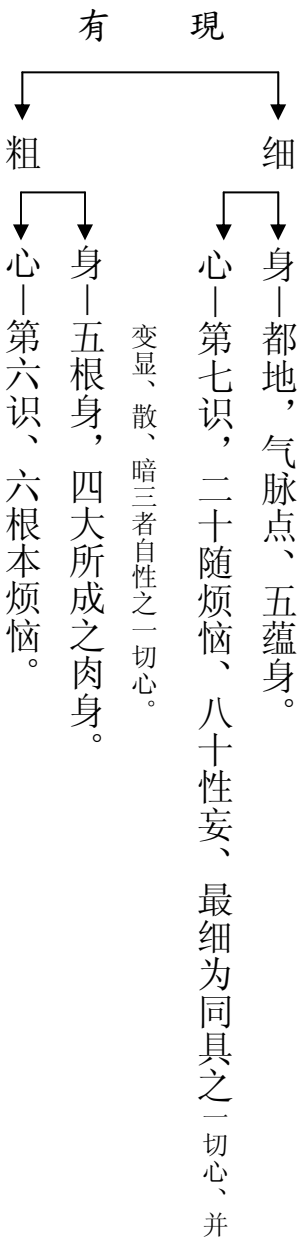 現有
细
身—都地，气脉点、五蕴身。
心—第七识，二十随烦恼、八十性妄、最细为同具之一切心、并
变显、散、暗三者自性之一切心。
粗
身—五根身，四大所成之肉身。
心—第六识、六根本烦恼。